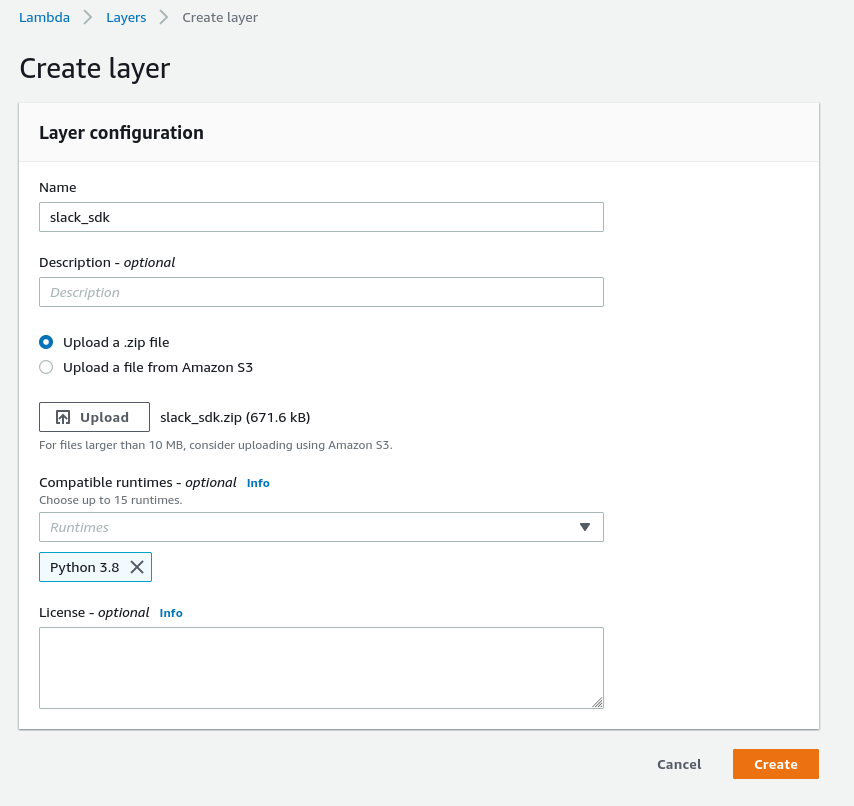 Lambda > Layers > Create layer
Create layer
Layer configuration
Name
slack_sdk
Description - optional
Description
Upload a .zip file
Upload a file from Amazon S3
Upload slack_sdk.zip (671.6 kB)
For files larger than 10 MB, consider uploading using Amazon S3.
Compatible runtimes - optional Info
Choose up to 15 runtimes.
Runtimes
Python 3.8
License - optional Info
Cancel Create